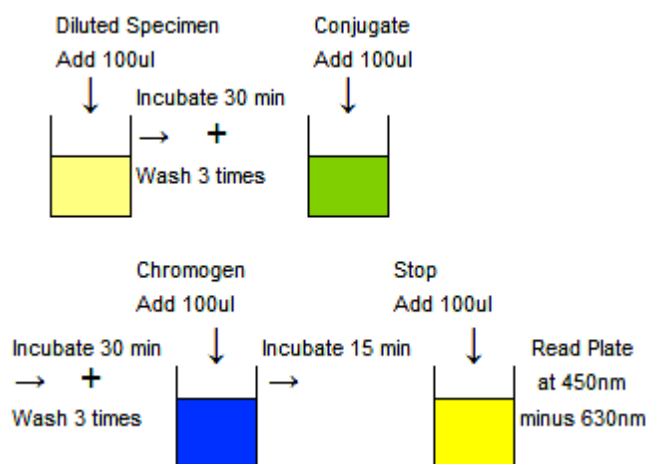 Diluted Specimen
Add 100ul
Conjugate
Add 100ul
Incubate 30 min
→ +
Wash 3 times
Chromogen
Add 100ul
Stop
Add 100ul
Incubate 30 min
→ +
Wash 3 times
Incubate 15 min
→
Read Plate
at 450nm
minus 630nm